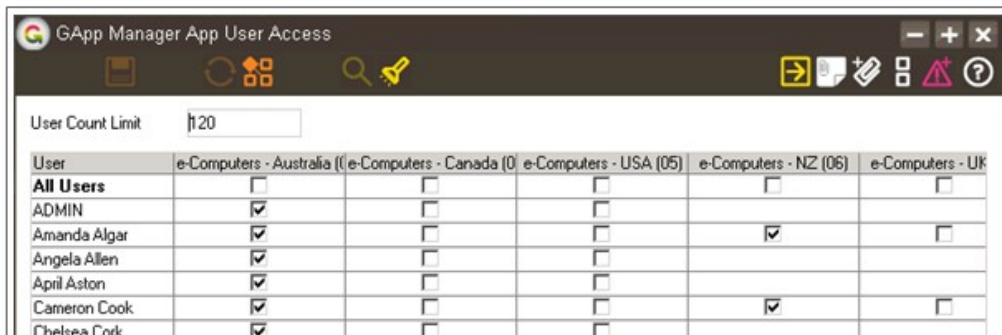 GApp Manager App User Access
User Count Limit 120
User e-Computers - Australia (0 e-Computers - Canada (0 e-Computers - USA (05) e-Computers - NZ (06) e-Computers - UK
All Users
ADMIN
Amanda Algar
Angela Allen
April Aston
Cameron Cook
Chelsea Cork